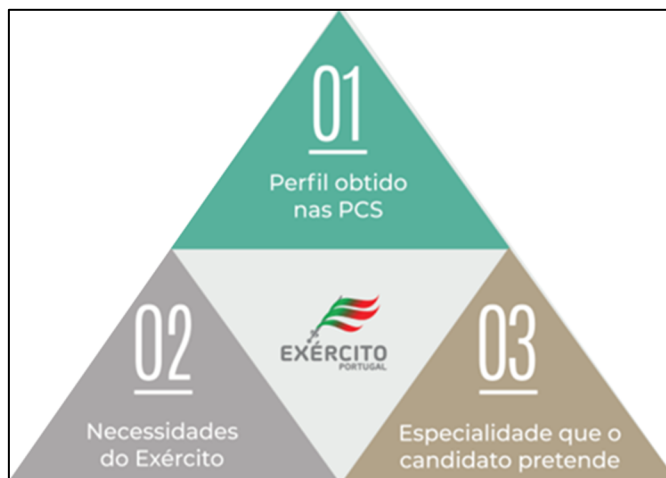 01
Perfil obtido
nas PCS
02
Necessidades
do Exército
EXÉRCITO
PORTUGAL
03
Especialidade que o
candidato pretende